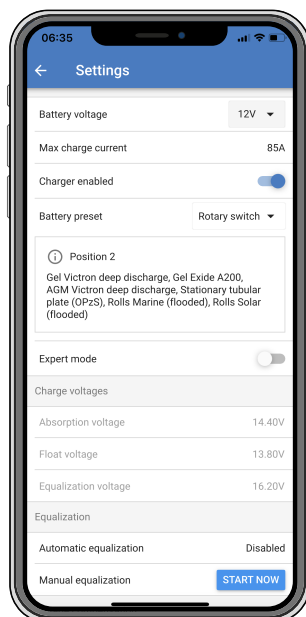 06:35
Settings
Battery voltage 12V
Max charge current 85A
Charger enabled
Battery preset Rotary switch
Position 2
Gel Victron deep discharge, Gel Exide A200,
AGM Victron deep discharge, Stationary tubular
plate (OPzS), Rolls Marine (flooded), Rolls Solar
(flooded)
Expert mode
Charge voltages
Absorption voltage 14.40V
Float voltage 13.80V
Equalization voltage 16.20V
Equalization
Automatic equalization Disabled
Manual equalization START NOW